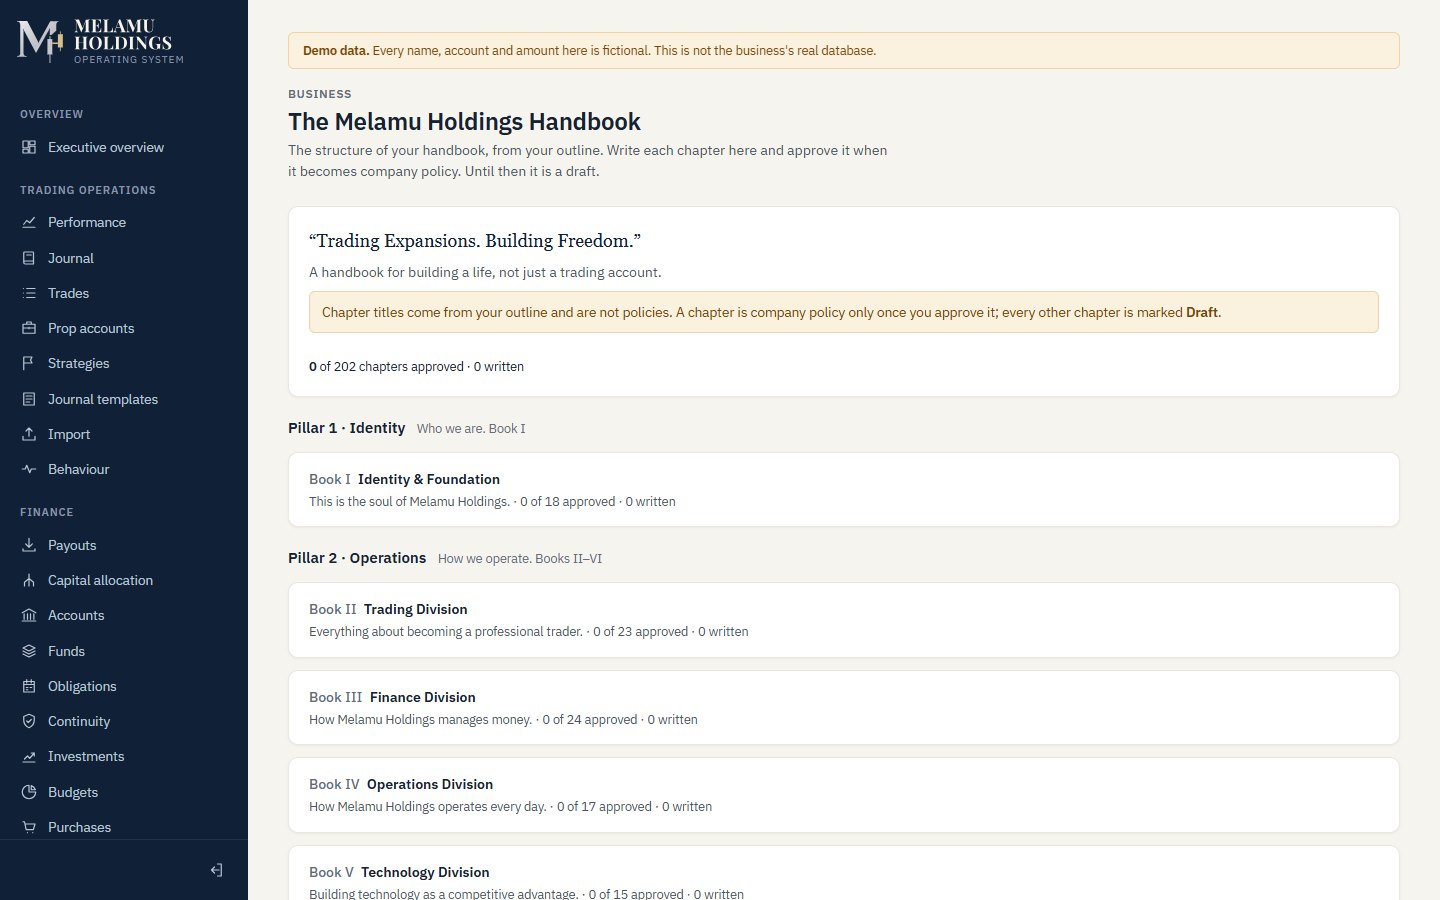 MELAMU
HOLDINGS
OPERATING SYSTEM
OVERVIEW
Executive overview
TRADING OPERATIONS
Performance
Journal
Trades
Prop accounts
Strategies
Journal templates
Import
Behaviour
FINANCE
Payouts
Capital allocation
Accounts
Funds
Obligations
Continuity
Investments
Budgets
Purchases
Demo data. Every name, account and amount here is fictional. This is not the business's real database.
BUSINESS
The Melamu Holdings Handbook
The structure of your handbook, from your outline. Write each chapter here and approve it when
it becomes company policy. Until then it is a draft.
“Trading Expansions. Building Freedom.”
A handbook for building a life, not just a trading account.
Chapter titles come from your outline and are not policies. A chapter is company policy only once you approve it; every other chapter is marked Draft.
0 of 202 chapters approved · 0 written
Pillar 1 · Identity Who we are. Book I
Book I Identity & Foundation
This is the soul of Melamu Holdings. · 0 of 18 approved · 0 written
Pillar 2 · Operations How we operate. Books II–VI
Book II Trading Division
Everything about becoming a professional trader. · 0 of 23 approved · 0 written
Book III Finance Division
How Melamu Holdings manages money. · 0 of 24 approved · 0 written
Book IV Operations Division
How Melamu Holdings operates every day. · 0 of 17 approved · 0 written
Book V Technology Division
Building technology as a competitive advantage. · 0 of 15 approved · 0 written